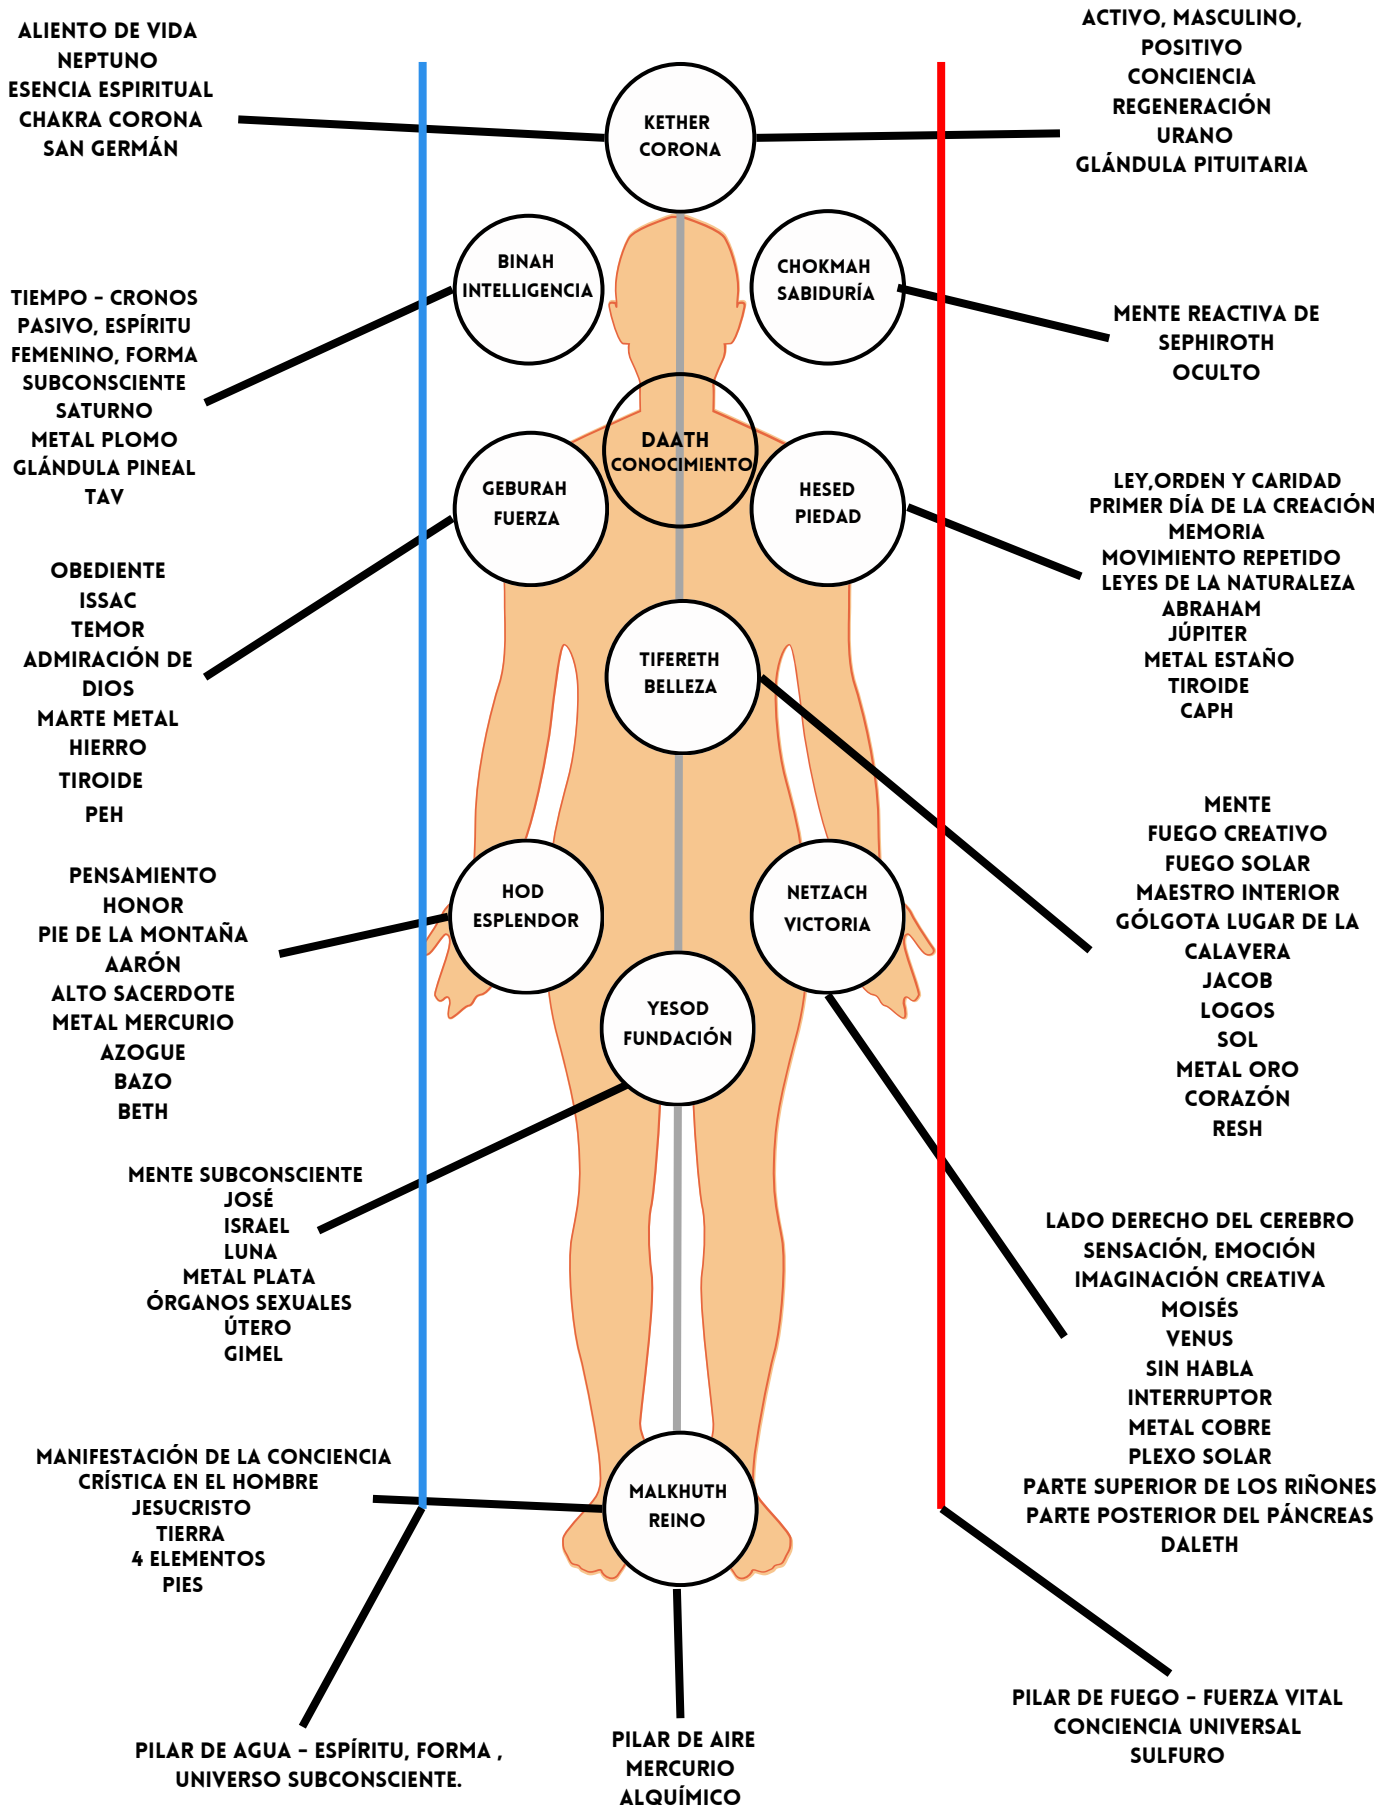 ALIENTO DE VIDA
NEPTUNO
ESENCIA ESPIRITUAL
CHAKRA CORONA
SAN GERMÁN
KETHER
CORONA
ACTIVO, MASCULINO,
POSITIVO
CONCIENCIA
REGENERACIÓN
URANO
GLÁNDULA PITUITARIA
TIEMPO - CRONOS
PASIVO, ESPÍRITU
FEMENINO, FORMA
SUBCONSCIENTE
SATURNO
METAL PLOMO
GLÁNDULA PINEAL
TAV
BINAH
INTELLIGENCIA
CHOKMAH
SABIDURÍA
MENTE REACTIVA DE
SEPHIROTH
OCULTO
DAATH
CONOCIMIENTO
GEBURAH
FUERZA
HESED
PIEDAD
LEY,ORDEN Y CARIDAD
PRIMER DÍA DE LA CREACIÓN
MEMORIA
MOVIMIENTO REPETIDO
LEYES DE LA NATURALEZA
ABRAHAM
JÚPITER
METAL ESTAÑO
TIROIDE
CAPH
OBEDIENTE
ISSAC
TEMOR
ADMIRACIÓN DE
DIOS
MARTE METAL
HIERRO
TIROIDE
PEH
TIFERETH
BELLEZA
MENTE
FUEGO CREATIVO
FUEGO SOLAR
MAESTRO INTERIOR
GÓLGOTA LUGAR DE LA
CALAVERA
JACOB
LOGOS
SOL
METAL ORO
CORAZÓN
RESH
PENSAMIENTO
HONOR
PIE DE LA MONTAÑA
AARÓN
ALTO SACERDOTE
METAL MERCURIO
AZOGUE
BAZO
BETH
HOD
ESPLENDOR
NETZACH
VICTORIA
YESOD
FUNDACIÓN
MENTE SUBCONSCIENTE
JOSÉ
ISRAEL
LUNA
METAL PLATA
ÓRGANOS SEXUALES
ÚTERO
GIMEL
LADO DERECHO DEL CEREBRO
SENSACIÓN, EMOCIÓN
IMAGINACIÓN CREATIVA
MOISÉS
VENUS
SIN HABLA
INTERRUPTOR
METAL COBRE
PLEXO SOLAR
PARTE SUPERIOR DE LOS RIÑONES
PARTE POSTERIOR DEL PÁNCREAS
DALETH
MANIFESTACIÓN DE LA CONCIENCIA
CRÍSTICA EN EL HOMBRE
JESUCRISTO
TIERRA
4 ELEMENTOS
PIES
MALKHUTH
REINO
PILAR DE AGUA - ESPÍRITU, FORMA ,
UNIVERSO SUBCONSCIENTE.
PILAR DE AIRE
MERCURIO
ALQUÍMICO
PILAR DE FUEGO - FUERZA VITAL
CONCIENCIA UNIVERSAL
SULFURO